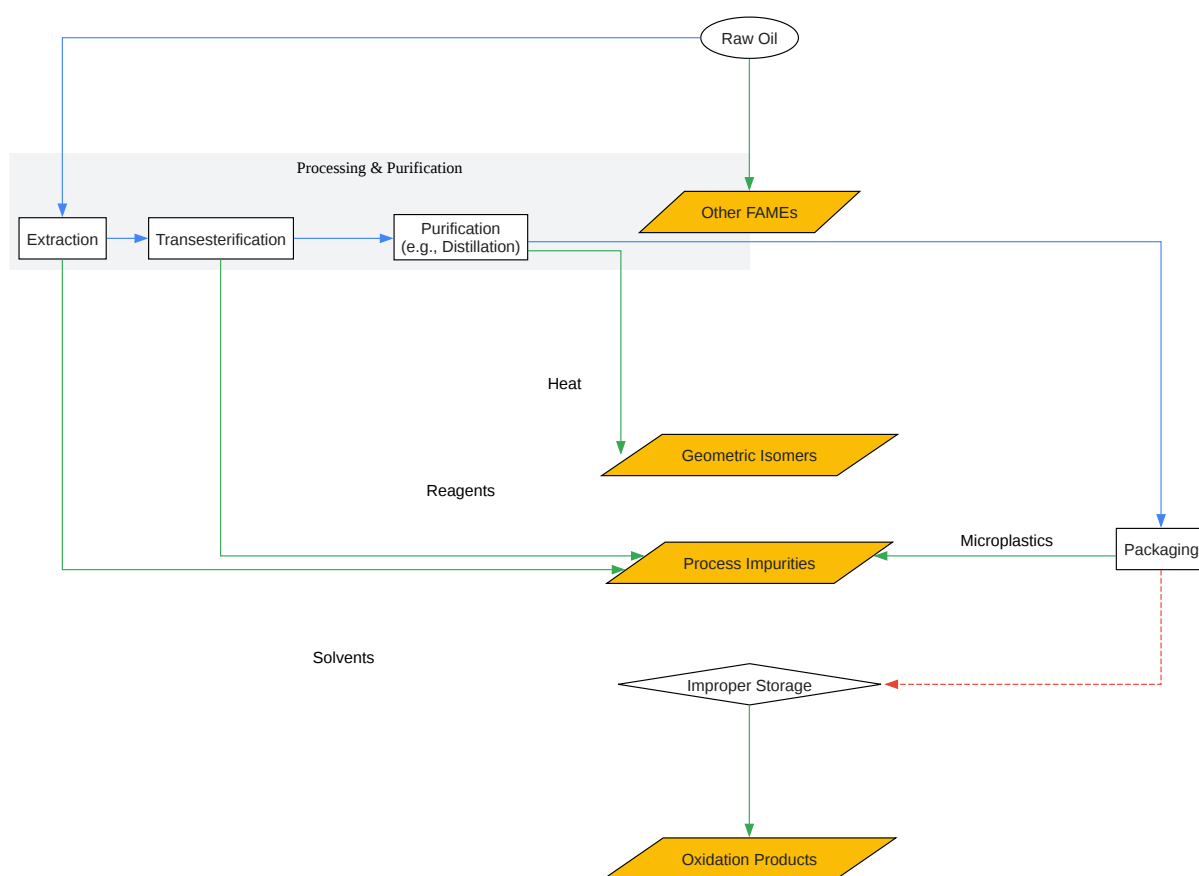 Raw Oil
Processing & Purification
Other FAMEs
Extraction
Transesterification
Purification
(e.g., Distillation)
Heat
Geometric Isomers
Reagents
Microplastics
Packaging
Process Impurities
Solvents
Improper Storage
Oxidation Products